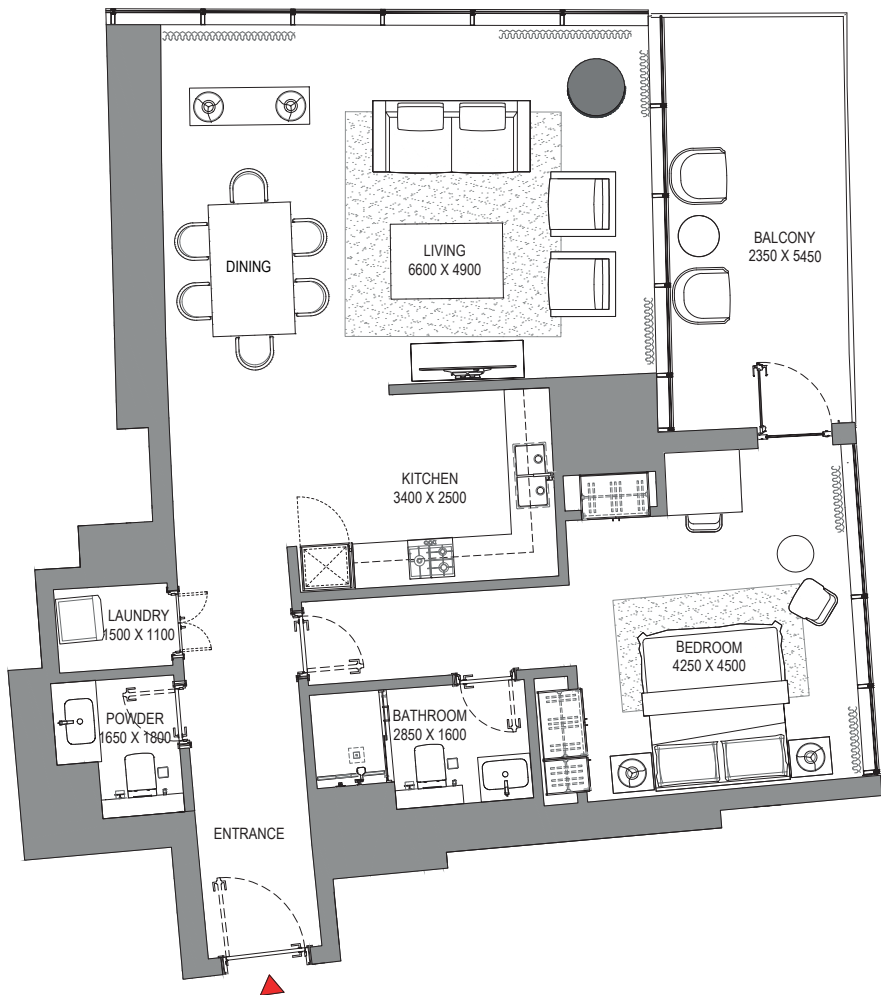 BALCONY
2350 X 5450
LIVING
6600 X 4900
DINING
KITCHEN
3400 X 2500
LAUNDRY
1500 X 1100
BEDROOM
4250 X 4500
POWDER
1650 X 1800
BATHROOM
2850 X 1600
ENTRANCE